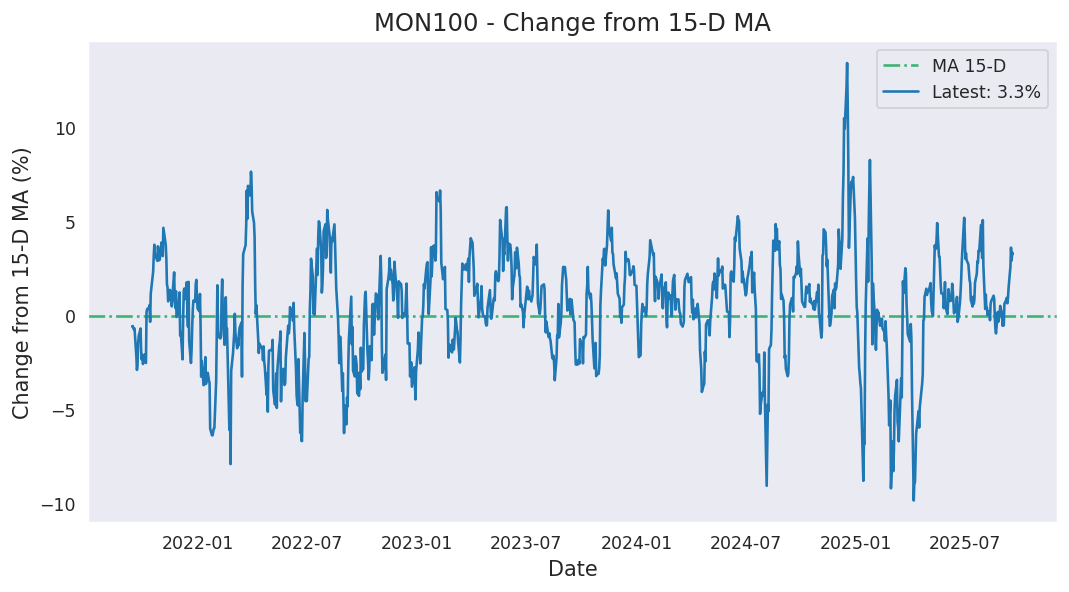 MON100 - Change from 15-D MA
MA 15-D
Latest: 3.3%
Change from 15-D MA (%)
10
5
0
−5
−10
2022-01
2022-07
2023-01
2023-07
2024-01
2024-07
2025-01
2025-07
Date